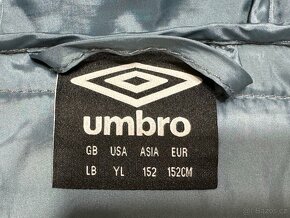 umbro
GB USA ASIA EUR
LB YL 152 152CM